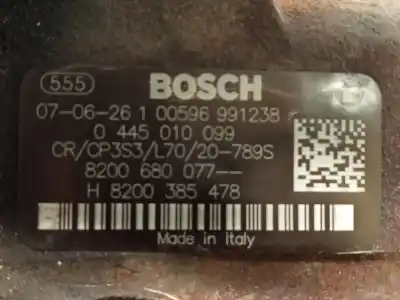 555 BOSCH
07-06-26 1 00596 991238
0 445 010 099
CR/CP3S3/L70/20-789S
8200 680 077--
H 8200 385 478
Made in Italy